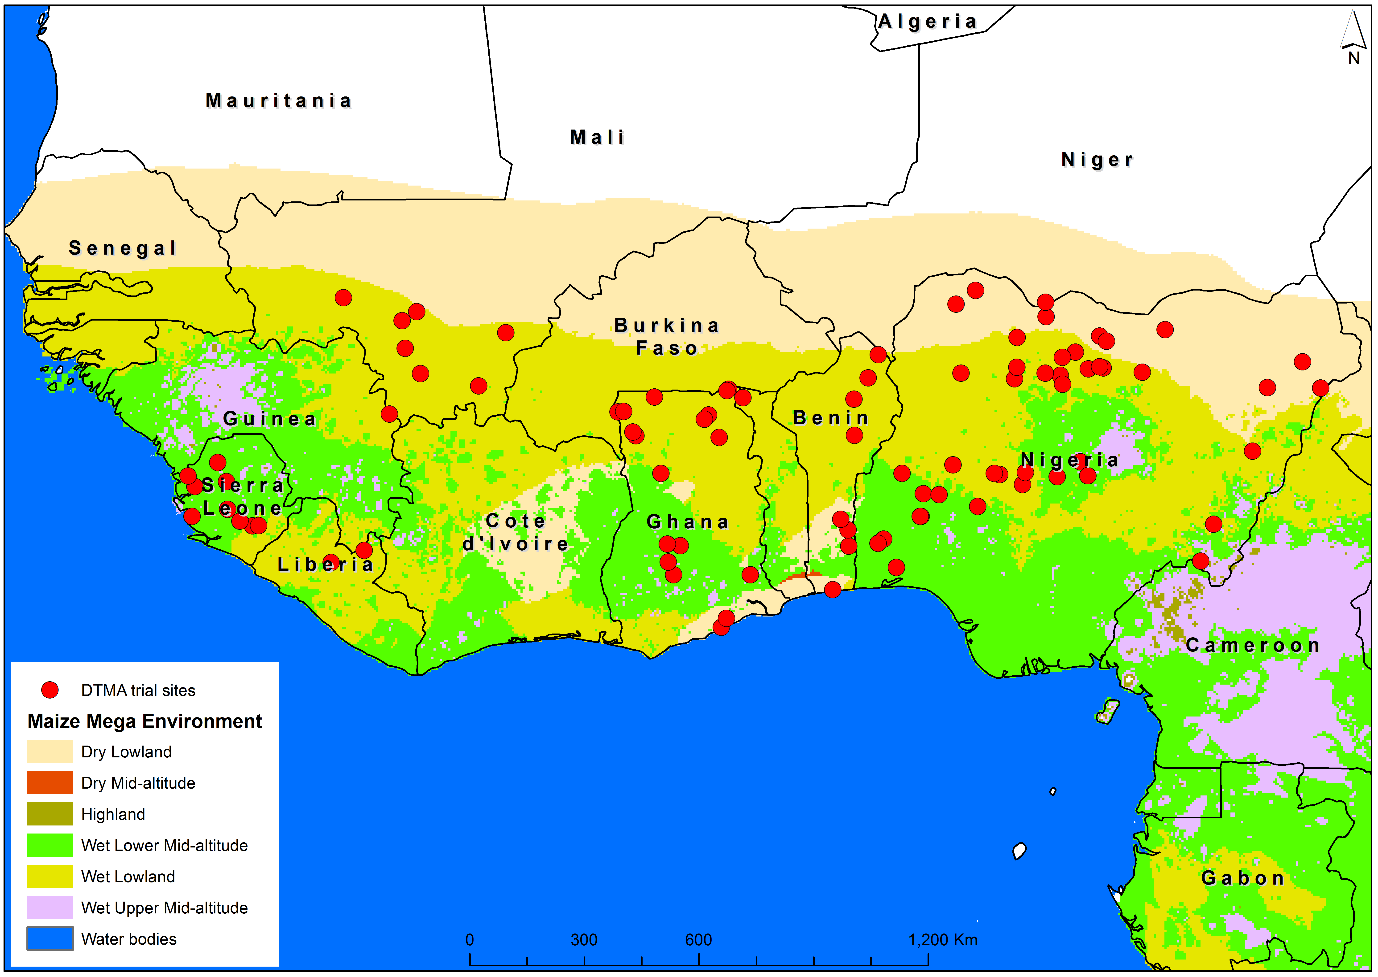 Algeria
N
Mauritania
Mali
Niger
Senegal
Burkina
Faso
Guinea
Benin
Nigeria
Sierra
Leone
Cote
d'Ivoire
Ghana
Liberia
Cameroon
Gabon
DTMA trial sites
Maize Mega Environment
Dry Lowland
Dry Mid-altitude
Highland
Wet Lower Mid-altitude
Wet Lowland
Wet Upper Mid-altitude
Water bodies
0 300 600 1,200 Km